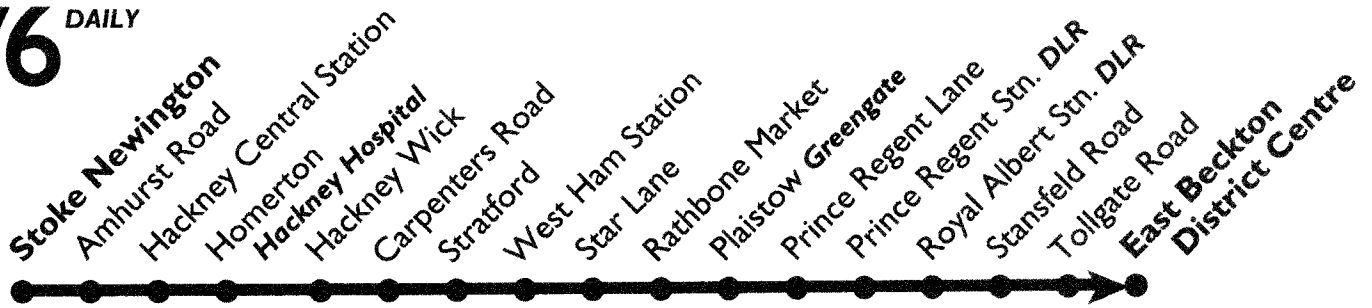 76 DAILY
Stoke Newington
Amhurst Road
Hackney Central Station
Homerton
Hackney Hospital
Hackney Wick
Carpenters Road
Stratford
West Ham Station
Star Lane
Rathbone Market
Plaistow Greengate
Prince Regent Lane
Prince Regent Stn. DLR
Royal Albert Stn. DLR
Stansfeld Road
Tollgate Road
East Beckton
District Centre